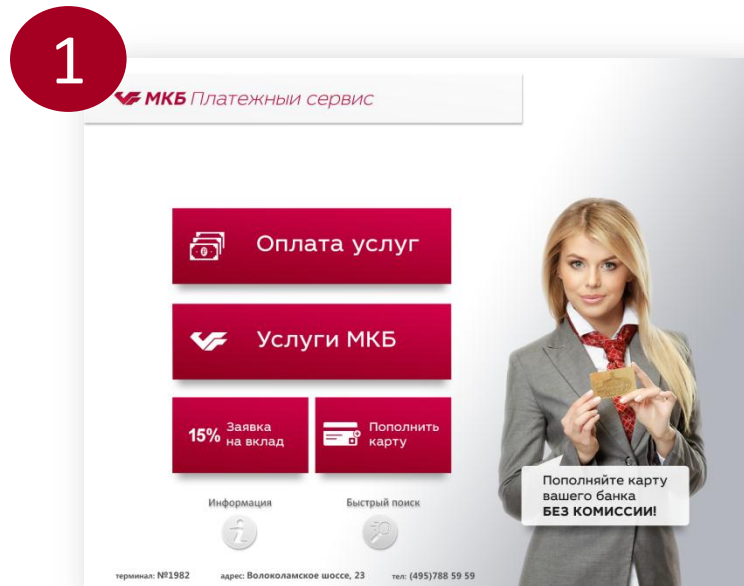 1
МКБ Платежный сервис
Оплата услуг
Услуги МКБ
15% Заявка
на вклад
Пополнить
карту
Пополняйте карту
вашего банка
БЕЗ КОМИССИИ!
Информация
Быстрый поиск
терминал: №1982 адрес: Волоколамское шоссе, 23 тел: (495)788 59 59